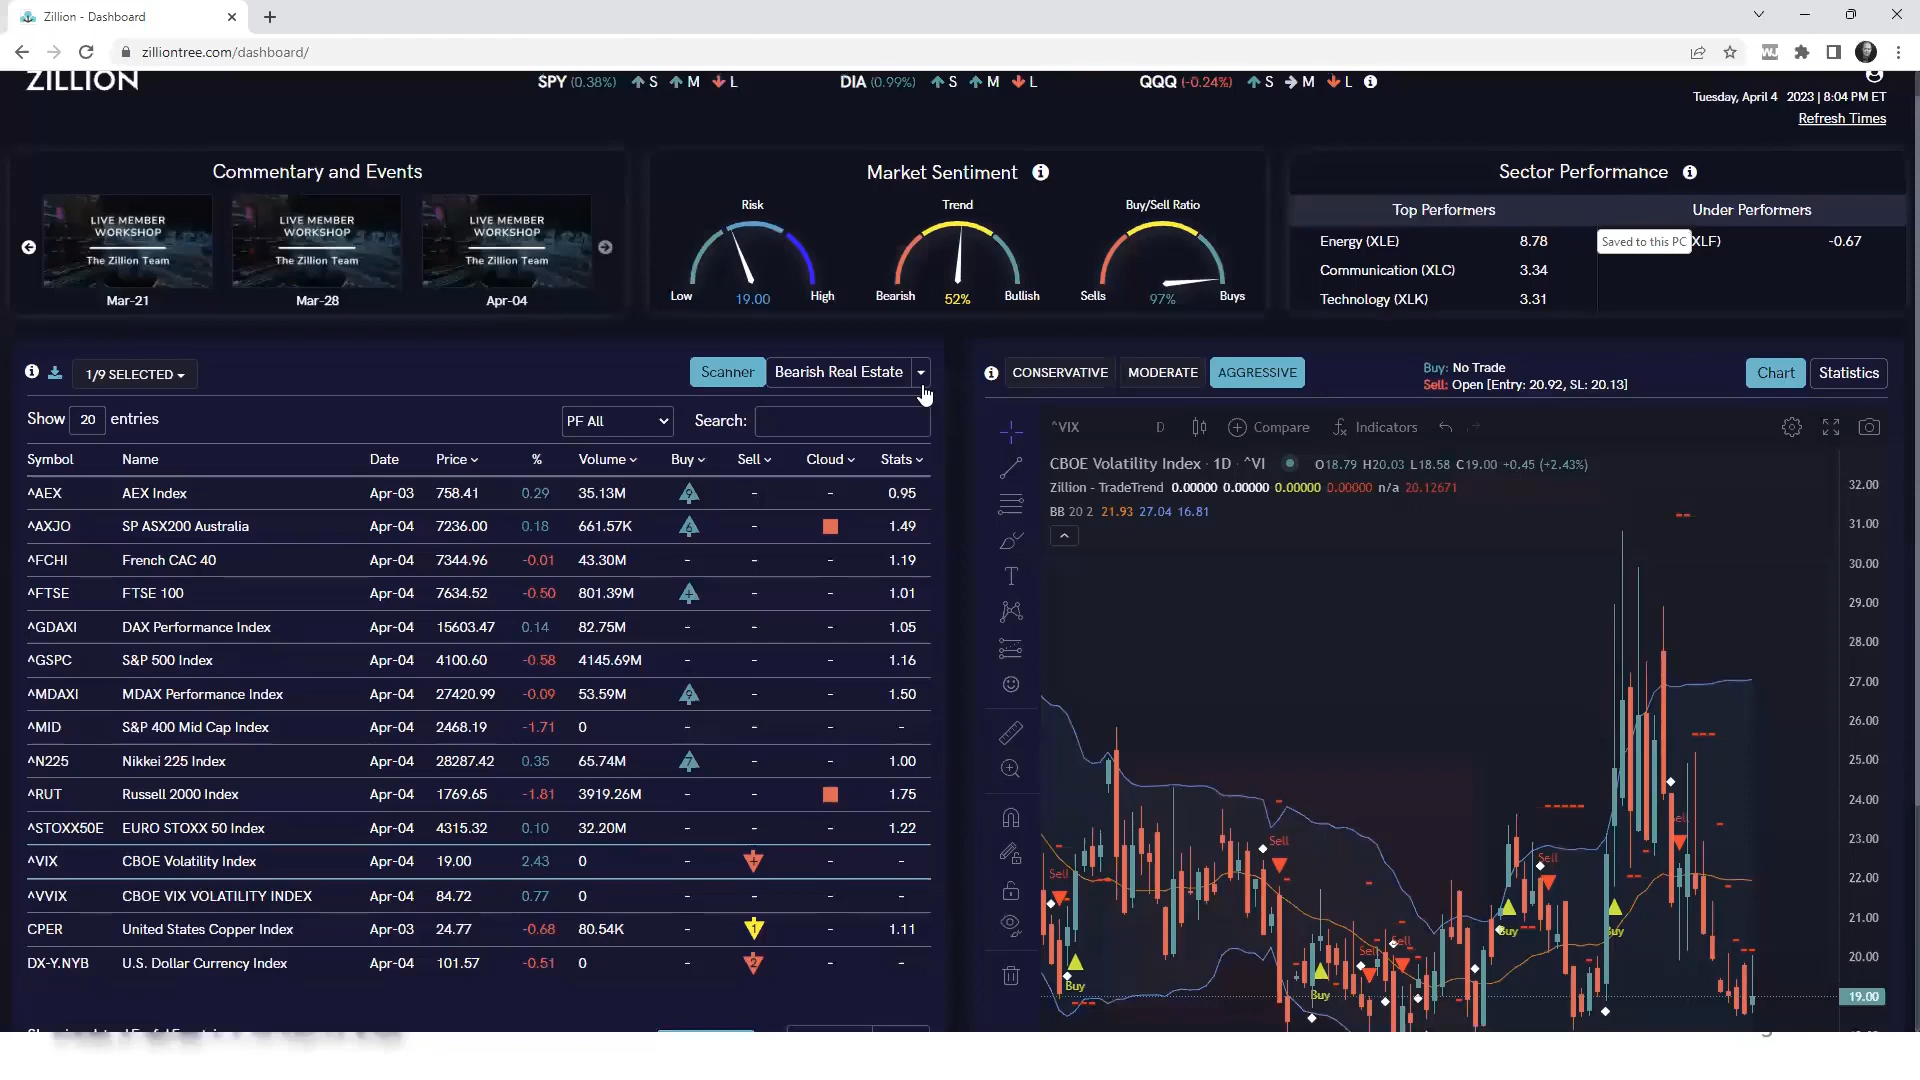 Zillion - Dashboard
zilliontree.com/dashboard/
ZILLION
SPY (0.38%) S M L
DIA (0.99%) S M L
QQQ (-0.24%) S M L
Tuesday, April 4 2023 | 8:04 PM ET
Refresh Times
Commentary and Events
LIVE MEMBER WORKSHOP
The Zillion Team
Mar-21
LIVE MEMBER WORKSHOP
The Zillion Team
Mar-28
LIVE MEMBER WORKSHOP
The Zillion Team
Apr-04
Market Sentiment
Risk
Low 19.00 High
Trend
Bearish 52% Bullish
Buy/Sell Ratio
Sells 97% Buys
Sector Performance
Top Performers Under Performers
Energy (XLE) 8.78 Saved to this PC XLF) -0.67
Communication (XLC) 3.34
Technology (XLK) 3.31
1/9 SELECTED
Scanner Bearish Real Estate
Show 20 entries PF All Search:
Symbol Name Date Price % Volume Buy Sell Cloud Stats
^AEX AEX Index Apr-03 758.41 0.29 35.13M 9 - - 0.95
^AXJO SP ASX200 Australia Apr-04 7236.00 0.18 661.57K 6 - 1.49
^FCHI French CAC 40 Apr-04 7344.96 -0.01 43.30M - - - 1.19
^FTSE FTSE 100 Apr-04 7634.52 -0.50 801.39M + - - 1.01
^GDAXI DAX Performance Index Apr-04 15603.47 0.14 82.75M - - - 1.05
^GSPC S&P 500 Index Apr-04 4100.60 -0.58 4145.69M - - - 1.16
^MDAXI MDAX Performance Index Apr-04 27420.99 -0.09 53.59M 9 - - 1.50
^MID S&P 400 Mid Cap Index Apr-04 2468.19 -1.71 0 - - - -
^N225 Nikkei 225 Index Apr-04 28287.42 0.35 65.74M 7 - - 1.00
^RUT Russell 2000 Index Apr-04 1769.65 -1.81 3919.26M - - 1.75
^STOXX50E EURO STOXX 50 Index Apr-04 4315.32 0.10 32.20M - - - 1.22
^VIX CBOE Volatility Index Apr-04 19.00 2.43 0 - + - -
^VVIX CBOE VIX VOLATILITY INDEX Apr-04 84.72 0.77 0 - - - -
CPER United States Copper Index Apr-03 24.77 -0.68 80.54K - 1 - 1.11
DX-Y.NYB U.S. Dollar Currency Index Apr-04 101.57 -0.51 0 - 2 - -
CONSERVATIVE MODERATE AGGRESSIVE
Buy: No Trade
Sell: Open [Entry: 20.92, SL: 20.13]
Chart Statistics
^VIX D Compare Indicators
CBOE Volatility Index · 1D · ^VI O18.79 H20.03 L18.58 C19.00 +0.45 (+2.43%)
Zillion - TradeTrend 0.00000 0.00000 0.00000 0.00000 n/a 20.12671
BB 20 2 21.93 27.04 16.81
32.00
31.00
30.00
29.00
28.00
27.00
26.00
25.00
24.00
23.00
22.00
21.00
20.00
19.00
Sell
Buy
Sell
Buy
Sell
Sell
Buy
Sell
Buy